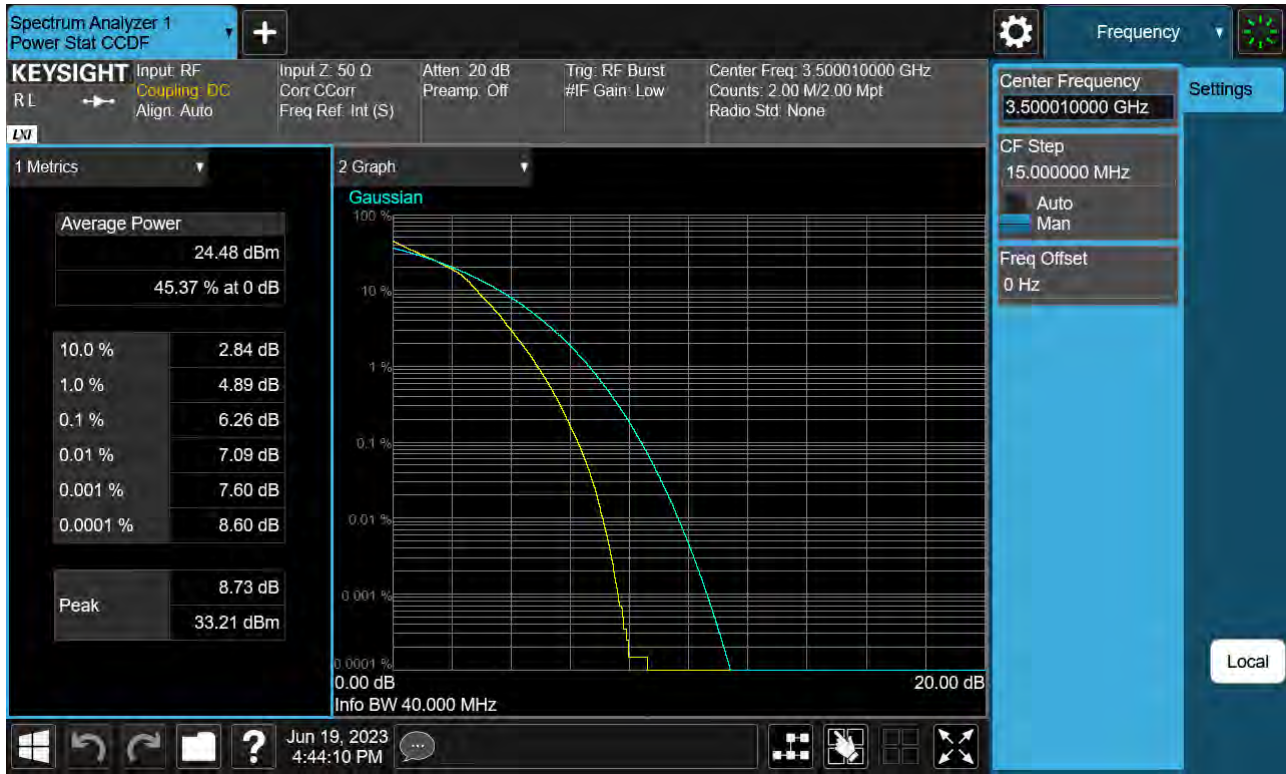 Spectrum Analyzer 1
Power Stat CCDF
Frequency
KEYSIGHT
RL
LXI
Input: RF
Coupling: DC
Align: Auto
Input Z: 50 Ω
Corr CCorr
Freq Ref: Int (S)
Atten: 20 dB
Preamp: Off
Trig: RF Burst
#IF Gain: Low
Center Freq: 3.500010000 GHz
Counts: 2.00 M/2.00 Mpt
Radio Std: None
Center Frequency
3.500010000 GHz
Settings
CF Step
15.000000 MHz
Auto
Man
Freq Offset
0 Hz
1 Metrics
Average Power
24.48 dBm
45.37 % at 0 dB
10.0 % 2.84 dB
1.0 % 4.89 dB
0.1 % 6.26 dB
0.01 % 7.09 dB
0.001 % 7.60 dB
0.0001 % 8.60 dB
Peak
8.73 dB
33.21 dBm
2 Graph
Gaussian
100 %
10 %
1 %
0.1 %
0.01 %
0.001 %
0.0001 %
0.00 dB 20.00 dB
Info BW 40.000 MHz
Local
?
Jun 19, 2023
4:44:10 PM